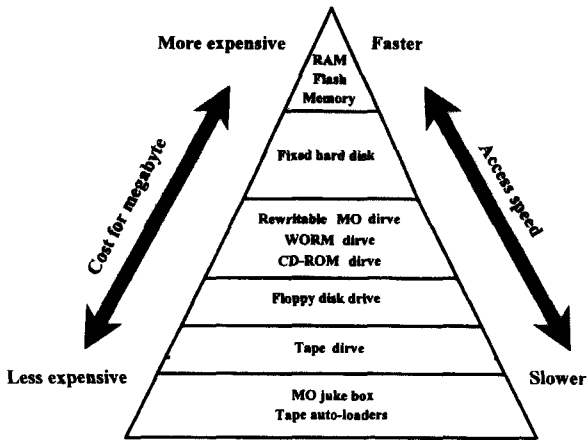 More expensive
Faster
RAM
Flash
Memory
Fixed hard disk
Cost for megabyte
Access speed
Rewritable MO dirve
WORM dirve
CD-ROM dirve
Floppy disk drive
Tape dirve
Less expensive
Slower
MO juke box
Tape auto-loaders